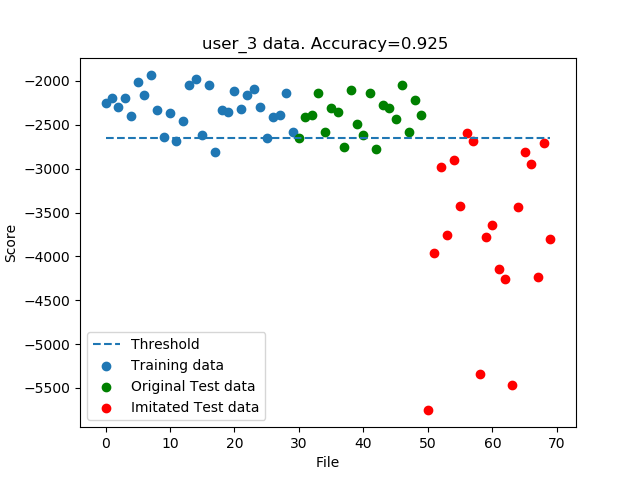 user_3 data. Accuracy=0.925
Score
−2000
−2500
−3000
−3500
−4000
−4500
−5000
−5500
Threshold
Training data
Original Test data
Imitated Test data
0 10 20 30 40 50 60 70
File